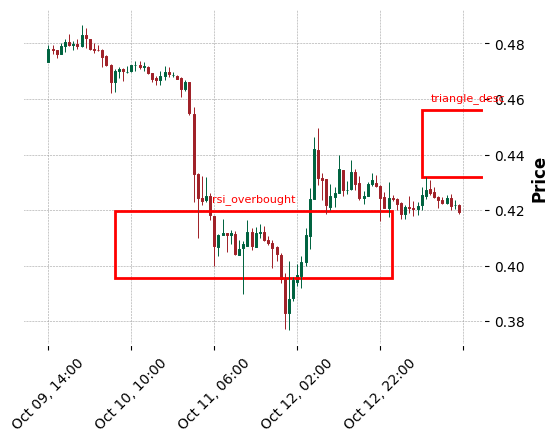 0.48
triangle_desc
0.46
0.44
Price
rsi_overbought
0.42
0.40
0.38
Oct 09, 14:00
Oct 10, 10:00
Oct 11, 06:00
Oct 12, 02:00
Oct 12, 22:00